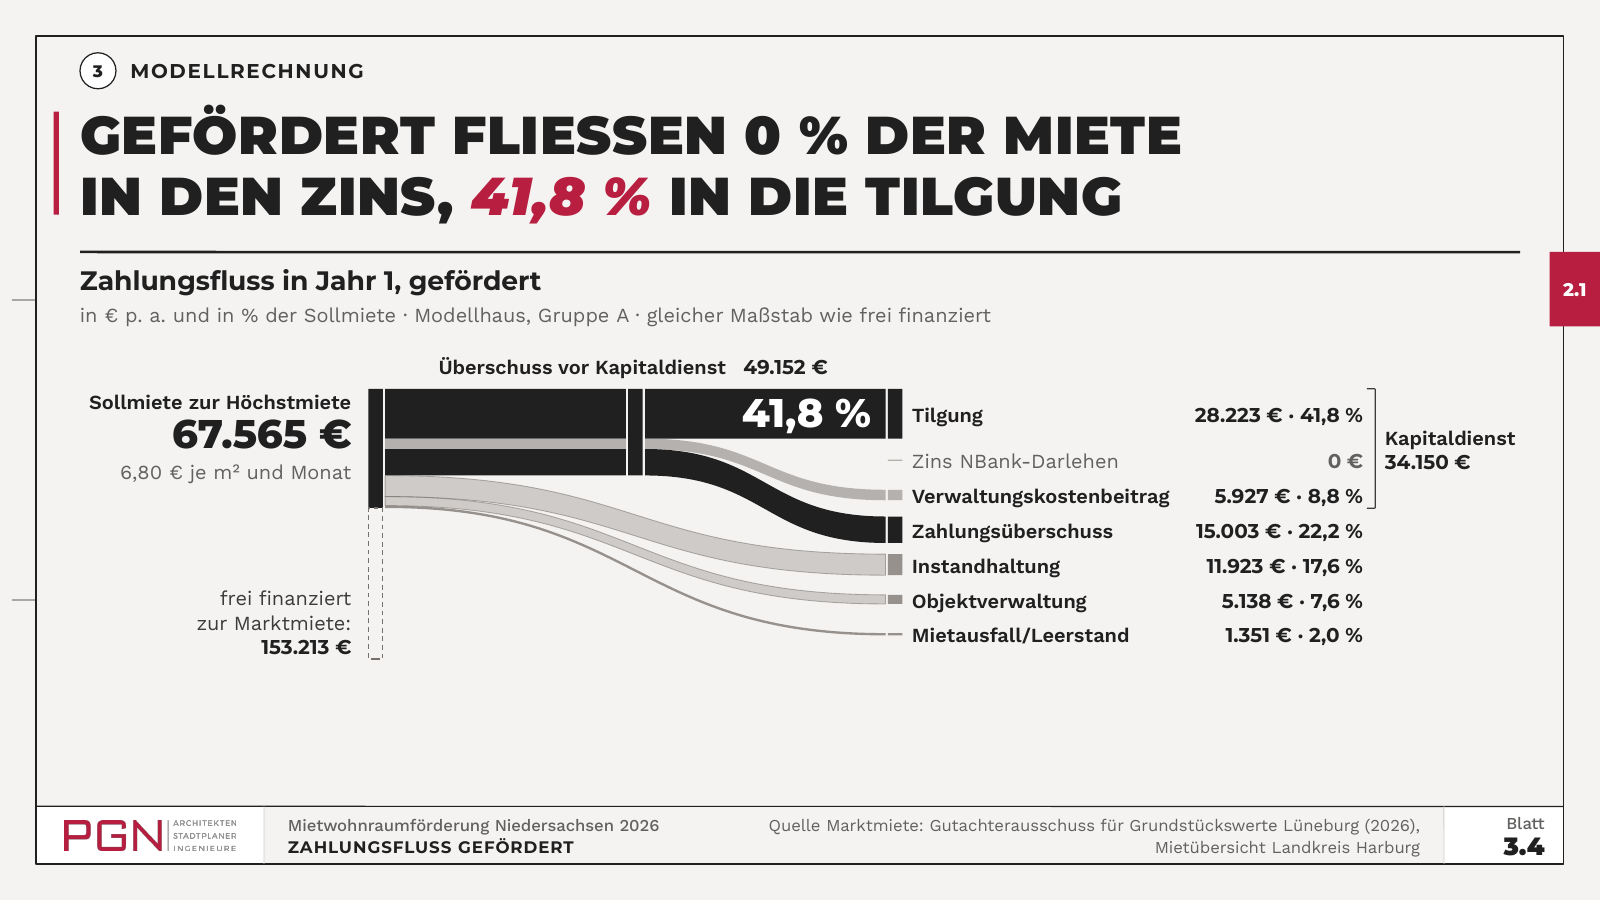 3 MODELLRECHNUNG
GEFÖRDERT FLIESSEN 0 % DER MIETE
IN DEN ZINS, 41,8 % IN DIE TILGUNG
2.1
Zahlungsfluss in Jahr 1, gefördert
in € p. a. und in % der Sollmiete · Modellhaus, Gruppe A · gleicher Maßstab wie frei finanziert
Überschuss vor Kapitaldienst 49.152 €
Sollmiete zur Höchstmiete
67.565 €
6,80 € je m² und Monat
frei finanziert
zur Marktmiete:
153.213 €
41,8 %
Tilgung 28.223 € · 41,8 %
Zins NBank-Darlehen 0 €
Verwaltungskostenbeitrag 5.927 € · 8,8 %
Zahlungsüberschuss 15.003 € · 22,2 %
Instandhaltung 11.923 € · 17,6 %
Objektverwaltung 5.138 € · 7,6 %
Mietausfall/Leerstand 1.351 € · 2,0 %
Kapitaldienst
34.150 €
PGN
ARCHITEKTEN
STADTPLANER
INGENIEURE
Mietwohnraumförderung Niedersachsen 2026
ZAHLUNGSFLUSS GEFÖRDERT
Quelle Marktmiete: Gutachterausschuss für Grundstückswerte Lüneburg (2026),
Mietübersicht Landkreis Harburg
Blatt
3.4